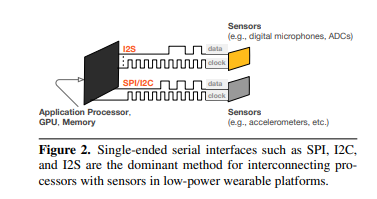 Sensors
(e.g., digital microphones, ADCs)
I2S
data
clock
SPI/I2C
data
clock
Application Processor,
GPU, Memory
Sensors
(e.g., accelerometers, etc.)
Figure 2. Single-ended serial interfaces such as SPI, I2C,
and I2S are the dominant method for interconnecting pro-
cessors with sensors in low-power wearable platforms.